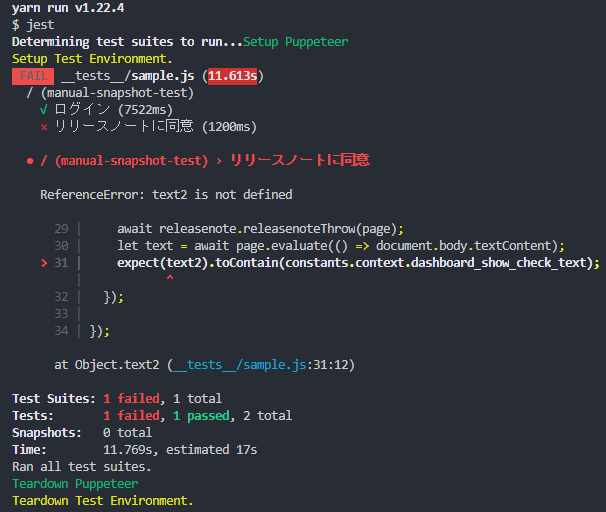 yarn run v1.22.4
$ jest
Determining test suites to run...Setup Puppeteer
Setup Test Environment.
FAIL __tests__/sample.js (11.613s)
/ (manual-snapshot-test)
√ ログイン (7522ms)
× リリースノートに同意 (1200ms)
● / (manual-snapshot-test) › リリースノートに同意
ReferenceError: text2 is not defined
29 | await releasenote.releasenoteThrow(page);
30 | let text = await page.evaluate(() => document.body.textContent);
> 31 | expect(text2).toContain(constants.context.dashboard_show_check_text);
| ^
32 | });
33 |
34 | });
at Object.text2 (__tests__/sample.js:31:12)
Test Suites: 1 failed, 1 total
Tests: 1 failed, 1 passed, 2 total
Snapshots: 0 total
Time: 11.769s, estimated 17s
Ran all test suites.
Teardown Puppeteer
Teardown Test Environment.